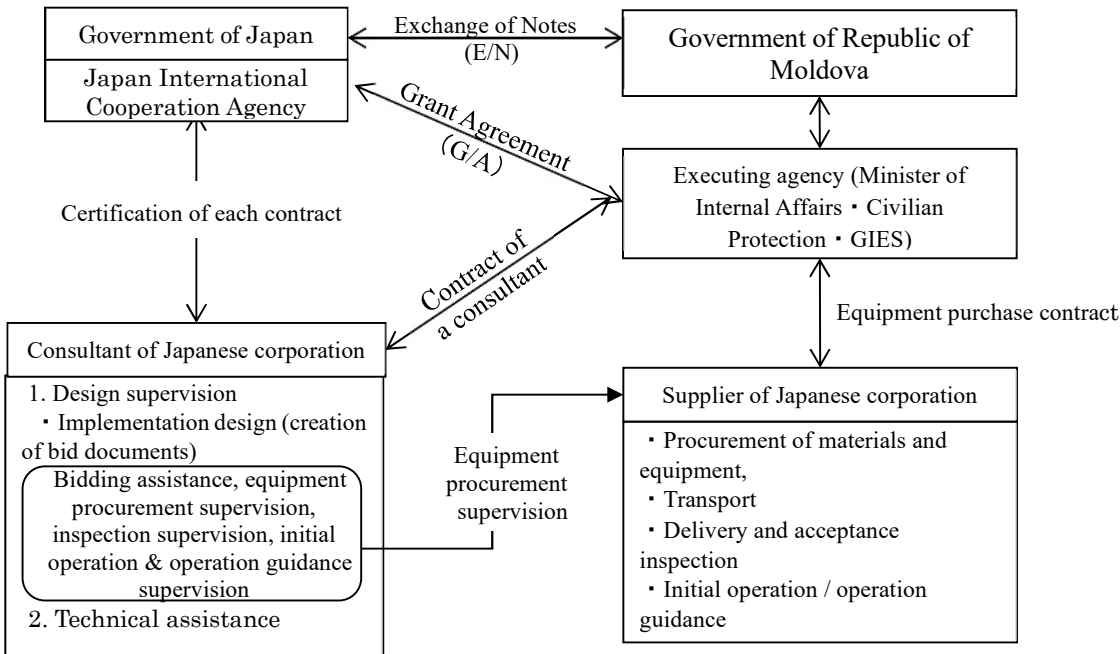 Government of Japan
Japan International
Cooperation Agency
Exchange of Notes
(E/N)
Government of Republic of
Moldova
Grant Agreement
(G/A)
Executing agency (Minister of
Internal Affairs・Civilian
Protection・GIES)
Certification of each contract
Contract of
a consultant
Equipment purchase contract
Consultant of Japanese corporation
1. Design supervision
・Implementation design (creation
of bid documents)
Bidding assistance, equipment
procurement supervision,
inspection supervision, initial
operation & operation guidance
supervision
2. Technical assistance
Equipment
procurement
supervision
Supplier of Japanese corporation
・Procurement of materials and
equipment,
・Transport
・Delivery and acceptance
inspection
・Initial operation / operation
guidance